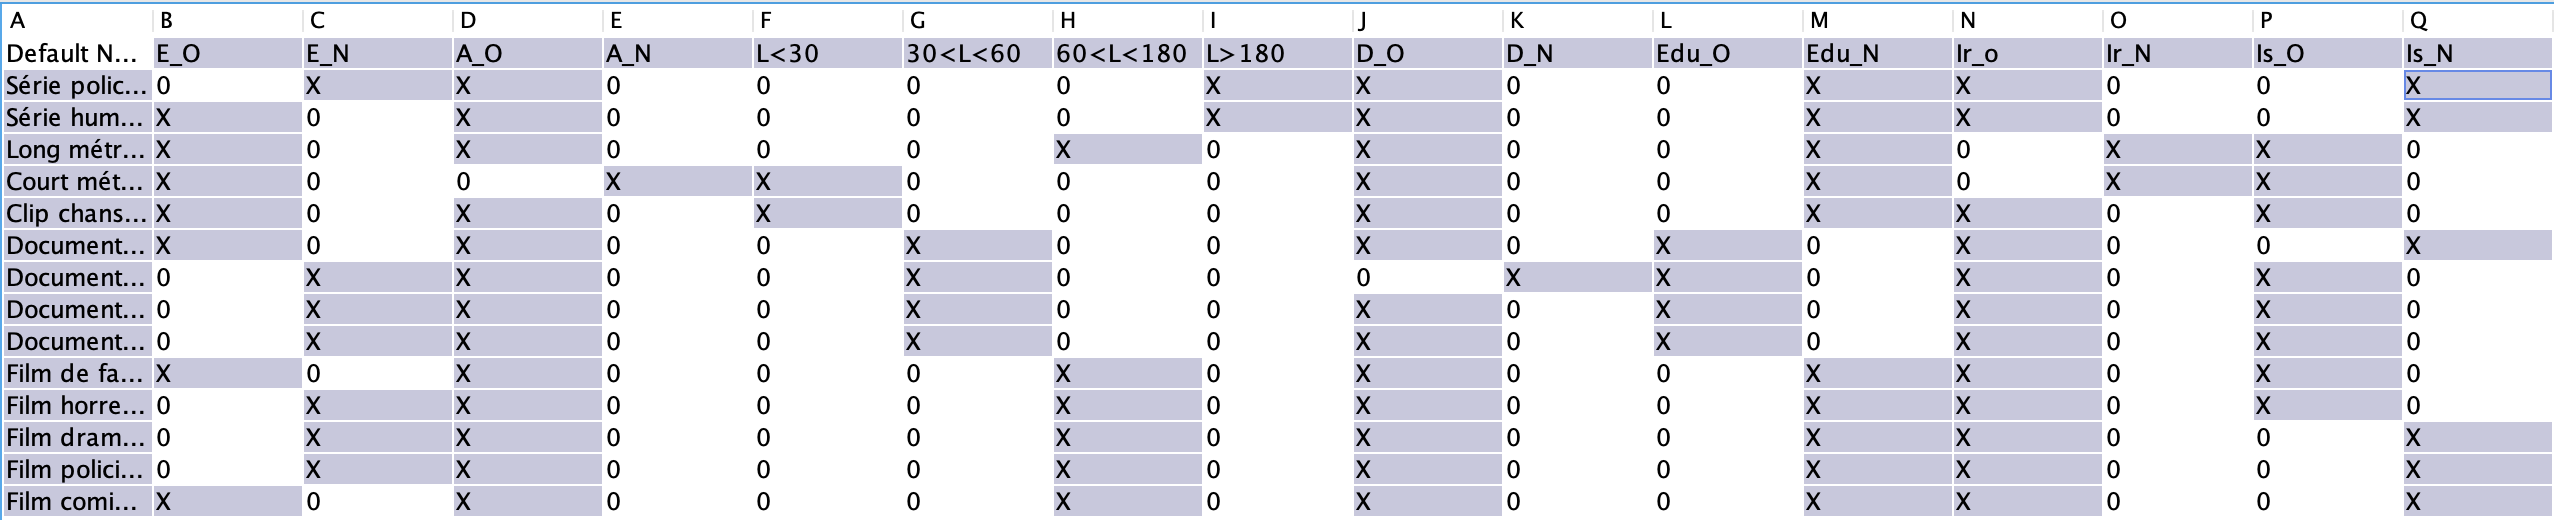 A B C D E F G H I J K L M N O P Q
Default N... E_O E_N A_O A_N L<30 30<L<60 60<L<180 L>180 D_O D_N Edu_O Edu_N Ir_o Ir_N Is_O Is_N
Série polic... 0 X X 0 0 0 0 X X 0 0 X X 0 0 X
Série hum... X 0 X 0 0 0 0 X X 0 0 X X 0 0 X
Long métr... X 0 X 0 0 0 X 0 X 0 0 X 0 X X 0
Court mét... X 0 0 X X 0 0 0 X 0 0 X 0 X X 0
Clip chans... X 0 X 0 X 0 0 0 X 0 0 X X 0 X 0
Document... X 0 X 0 0 X 0 0 X 0 X 0 X 0 0 X
Document... 0 X X 0 0 X 0 0 0 X X 0 X 0 X 0
Document... 0 X X 0 0 X 0 0 X 0 X 0 X 0 X 0
Document... 0 X X 0 0 X 0 0 X 0 X 0 X 0 X 0
Film de fa... X 0 X 0 0 0 X 0 X 0 0 X X 0 X 0
Film horre... 0 X X 0 0 0 X 0 X 0 0 X X 0 X 0
Film dram... 0 X X 0 0 0 X 0 X 0 0 X X 0 0 X
Film polici... 0 X X 0 0 0 X 0 X 0 0 X X 0 0 X
Film comi... X 0 X 0 0 0 X 0 X 0 0 X X 0 0 X